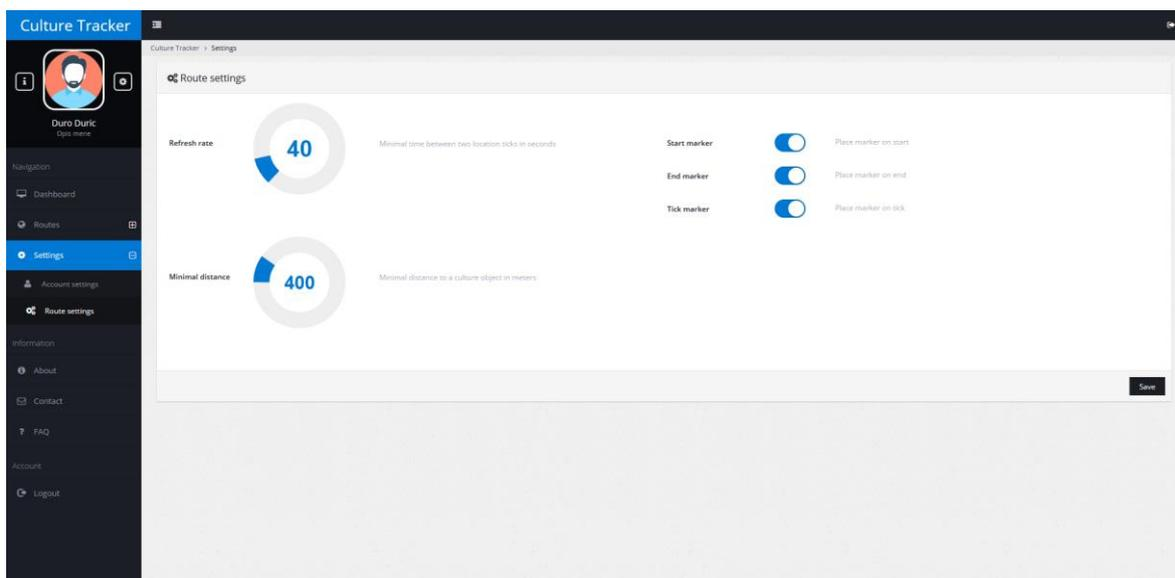 Culture Tracker
i
Duro Duric
Opis mene
Navigation
Dashboard
Routes
Settings
Account settings
Route settings
Information
About
Contact
? FAQ
Account
Logout
Culture Tracker > Settings
Route settings
Refresh rate
40
Minimal time between two location ticks in seconds
Start marker
Place marker on start
End marker
Place marker on end
Tick marker
Place marker on tick
Minimal distance
400
Minimal distance to a culture object in meters
Save